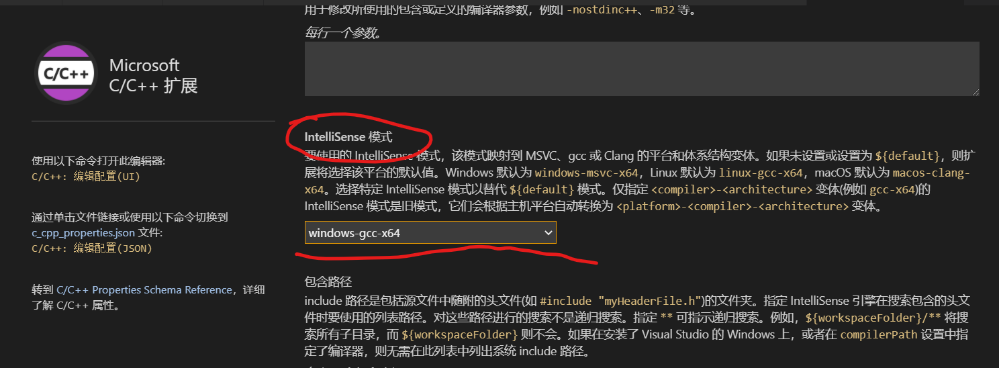 用于修改所使用的包含或定义的编译器参数，例如 -nostdinc++、-m32 等。
每行一个参数。
C/C++
Microsoft
C/C++ 扩展
使用以下命令打开此编辑器:
C/C++: 编辑配置(UI)
通过单击文件链接或使用以下命令切换到
c_cpp_properties.json 文件:
C/C++: 编辑配置(JSON)
转到 C/C++ Properties Schema Reference，详细
了解 C/C++ 属性。
IntelliSense 模式
要使用的 IntelliSense 模式，该模式映射到 MSVC、gcc 或 Clang 的平台和体系结构变体。如果未设置或设置为 ${default}，则扩
展将选择该平台的默认值。Windows 默认为 windows-msvc-x64，Linux 默认为 linux-gcc-x64，macOS 默认为 macos-clang-
x64。选择特定 IntelliSense 模式以替代 ${default} 模式。仅指定 <compiler>-<architecture> 变体(例如 gcc-x64)的
IntelliSense 模式是旧模式，它们会根据主机平台自动转换为 <platform>-<compiler>-<architecture> 变体。
windows-gcc-x64
包含路径
include 路径是包括源文件中随附的头文件(如 #include "myHeaderFile.h")的文件夹。指定 IntelliSense 引擎在搜索包含的头文
件时要使用的列表路径。对这些路径进行的搜索不是递归搜索。指定 ** 可指示递归搜索。例如，${workspaceFolder}/** 将搜
索所有子目录，而 ${workspaceFolder} 则不会。如果在安装了 Visual Studio 的 Windows 上，或者在 compilerPath 设置中指
定了编译器，则无需在此列表中列出系统 include 路径。